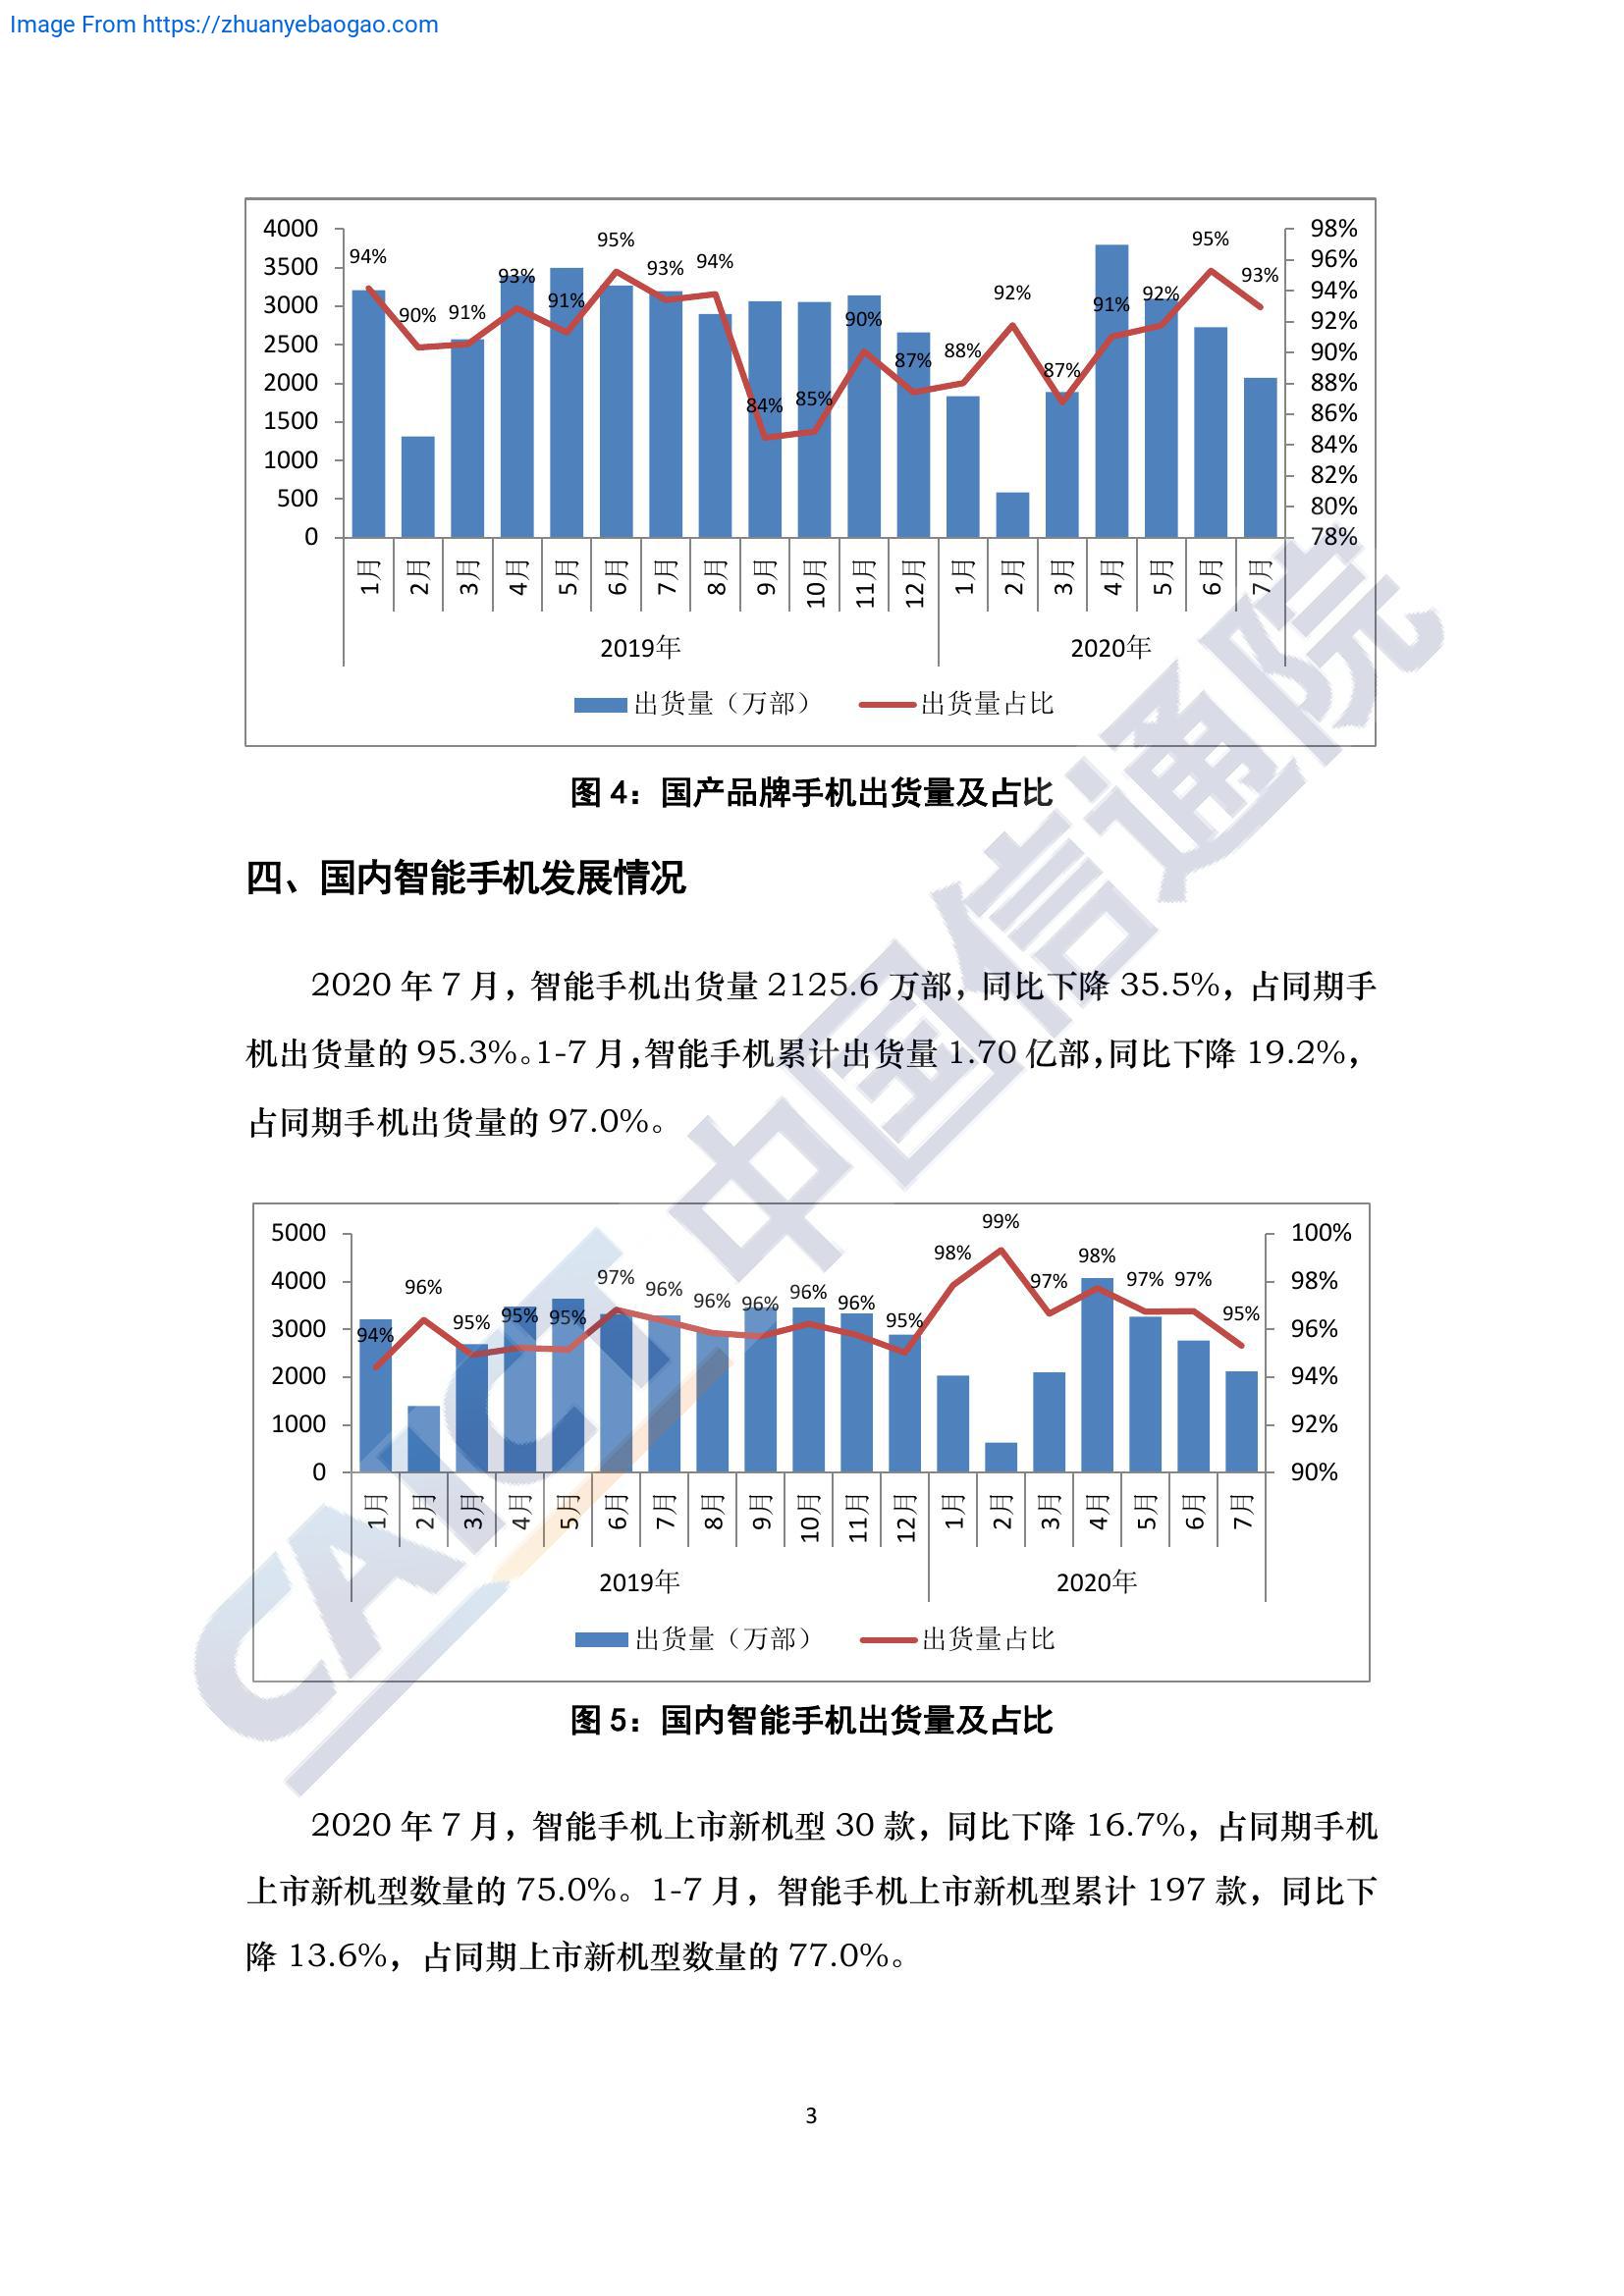 Image From https://zhuanyebaogao.com
4000
3500
3000
2500
2000
1500
1000
500
0
98%
96%
94%
92%
90%
88%
86%
84%
82%
80%
78%
94% 90% 91% 93% 91% 95% 93% 94% 84% 85% 90% 87% 88% 92% 87% 91% 92% 95% 93%
1月 2月 3月 4月 5月 6月 7月 8月 9月 10月 11月 12月 1月 2月 3月 4月 5月 6月 7月
2019年 2020年
出货量（万部） 出货量占比
图 4：国产品牌手机出货量及占比
四、国内智能手机发展情况
2020 年 7 月，智能手机出货量 2125.6 万部，同比下降 35.5%，占同期手
机出货量的 95.3%。1-7 月，智能手机累计出货量 1.70 亿部，同比下降 19.2%，
占同期手机出货量的 97.0%。
5000
4000
3000
2000
1000
0
100%
98%
96%
94%
92%
90%
94% 96% 95% 95% 95% 97% 96% 96% 96% 96% 96% 95% 98% 99% 97% 98% 97% 97% 95%
1月 2月 3月 4月 5月 6月 7月 8月 9月 10月 11月 12月 1月 2月 3月 4月 5月 6月 7月
2019年 2020年
出货量（万部） 出货量占比
图 5：国内智能手机出货量及占比
2020 年 7 月，智能手机上市新机型 30 款，同比下降 16.7%，占同期手机
上市新机型数量的 75.0%。1-7 月，智能手机上市新机型累计 197 款，同比下
降 13.6%，占同期上市新机型数量的 77.0%。
3
CAICT 中国信通院